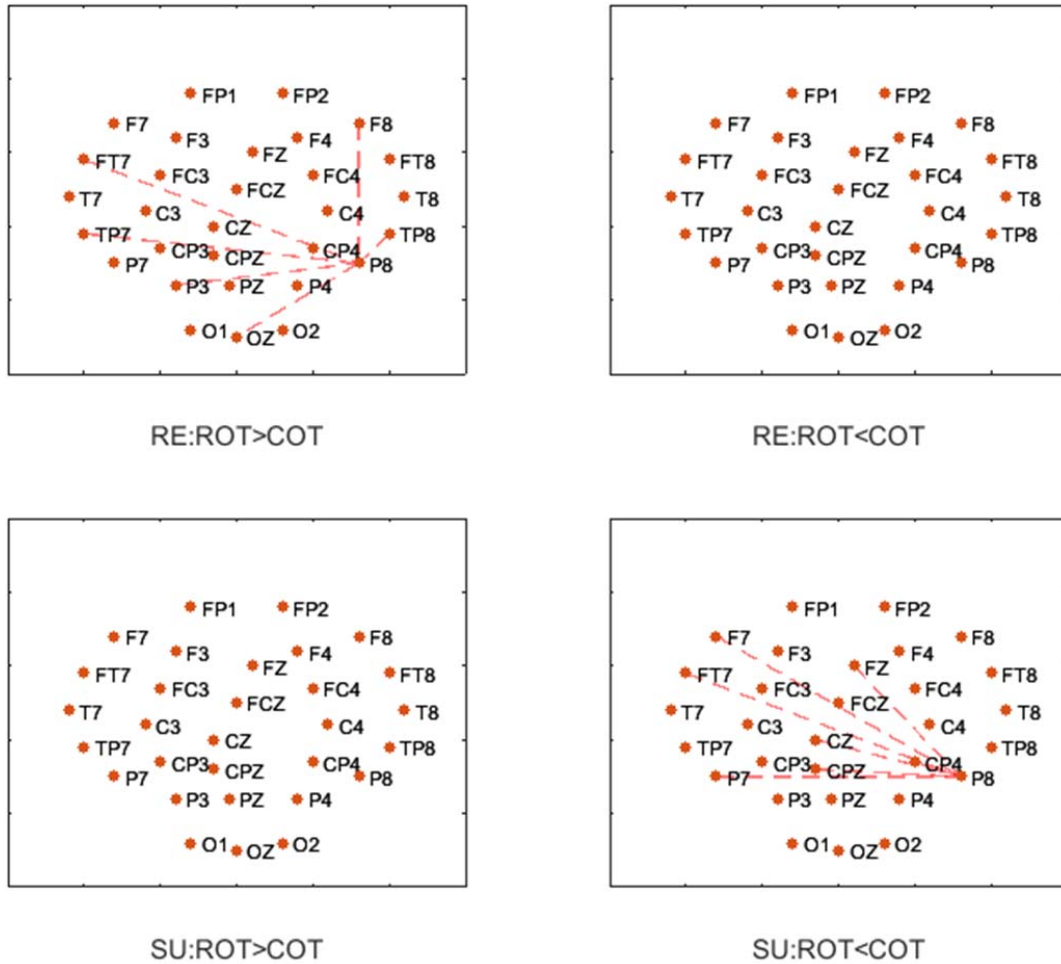 FP1 FP2 FP1 FP2
F7 F8 F7 F8
F3 F4 F3 F4
FZ FZ
FT7 FT8 FT7 FT8
FC3 FC4 FC3 FC4
FCZ FCZ
T7 T8 T7 T8
C3 C4 C3 C4
CZ CZ
TP7 TP8 TP7 TP8
CP3 CP4 CP3 CP4
CPZ CPZ
P7 P8 P7 P8
P3 PZ P4 P3 PZ P4
O1 O2 O1 O2
OZ OZ
RE:ROT>COT RE:ROT<COT
FP1 FP2 FP1 FP2
F7 F8 F7 F8
F3 F4 F3 F4
FZ FZ
FT7 FT8 FT7 FT8
FC3 FC4 FC3 FC4
FCZ FCZ
T7 T8 T7 T8
C3 C4 C3 C4
CZ CZ
TP7 TP8 TP7 TP8
CP3 CP4 CP3 CP4
CPZ CPZ
P7 P8 P7 P8
P3 PZ P4 P3 PZ P4
O1 O2 O1 O2
OZ OZ
SU:ROT>COT SU:ROT<COT